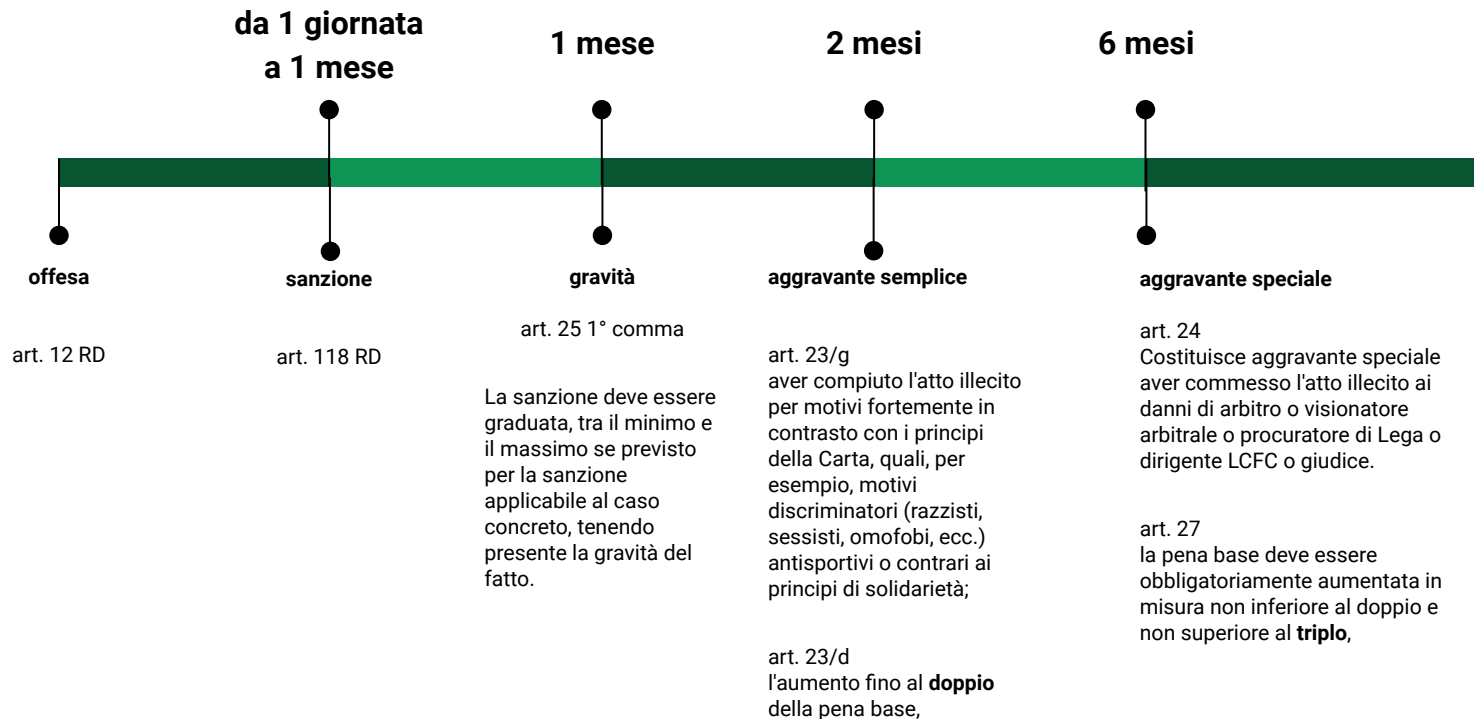 da 1 giornata
a 1 mese
1 mese
2 mesi
6 mesi
offesa
art. 12 RD
sanzione
art. 118 RD
gravità
art. 25 1° comma
La sanzione deve essere
graduata, tra il minimo e
il massimo se previsto
per la sanzione
applicabile al caso
concreto, tenendo
presente la gravità del
fatto.
aggravante semplice
art. 23/g
aver compiuto l'atto illecito
per motivi fortemente in
contrasto con i principi
della Carta, quali, per
esempio, motivi
discriminatori (razzisti,
sessisti, omofobi, ecc.)
antisportivi o contrari ai
principi di solidarietà;
art. 23/d
l'aumento fino al doppio
della pena base,
aggravante speciale
art. 24
Costituisce aggravante speciale
aver commesso l'atto illecito ai
danni di arbitro o visionatore
arbitrale o procuratore di Lega o
dirigente LCFC o giudice.
art. 27
la pena base deve essere
obbligatoriamente aumentata in
misura non inferiore al doppio e
non superiore al triplo,